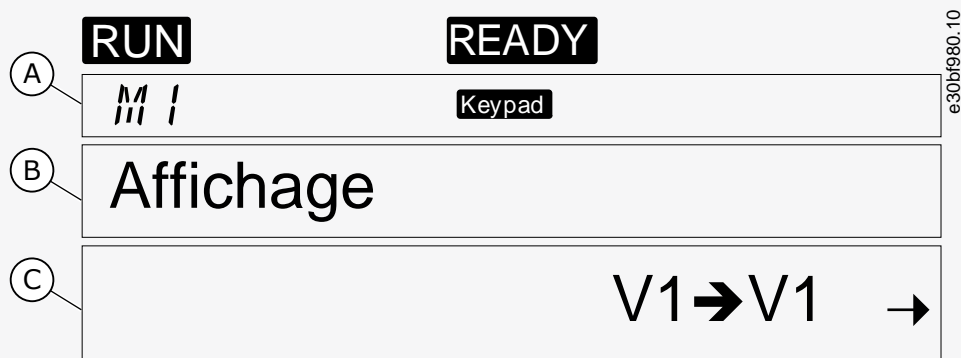 RUN READY
A M1 Keypad
B Affichage
C V1➔V1 →
e30bf980.10